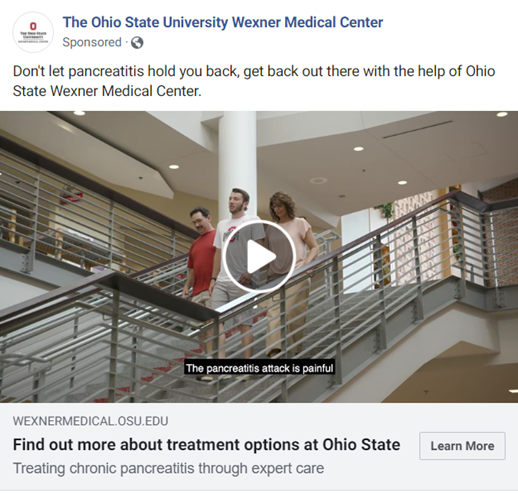 The Ohio State University Wexner Medical Center
Sponsored ·
Don't let pancreatitis hold you back, get back out there with the help of Ohio
State Wexner Medical Center.
The pancreatitis attack is painful
WEXNERMEDICAL.OSU.EDU
Find out more about treatment options at Ohio State
Learn More
Treating chronic pancreatitis through expert care